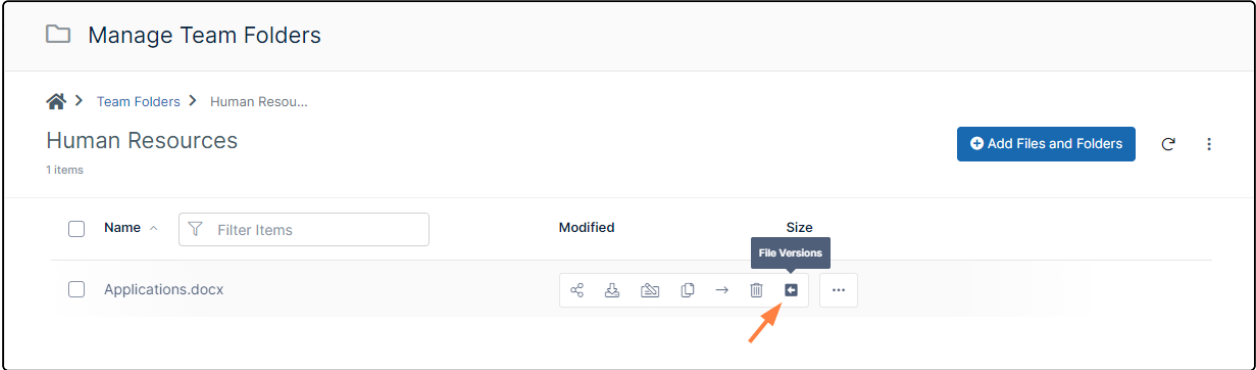 Manage Team Folders
Team Folders Human Resou...
Human Resources
Add Files and Folders
1 items
Name Filter Items Modified Size
File Versions
Applications.docx